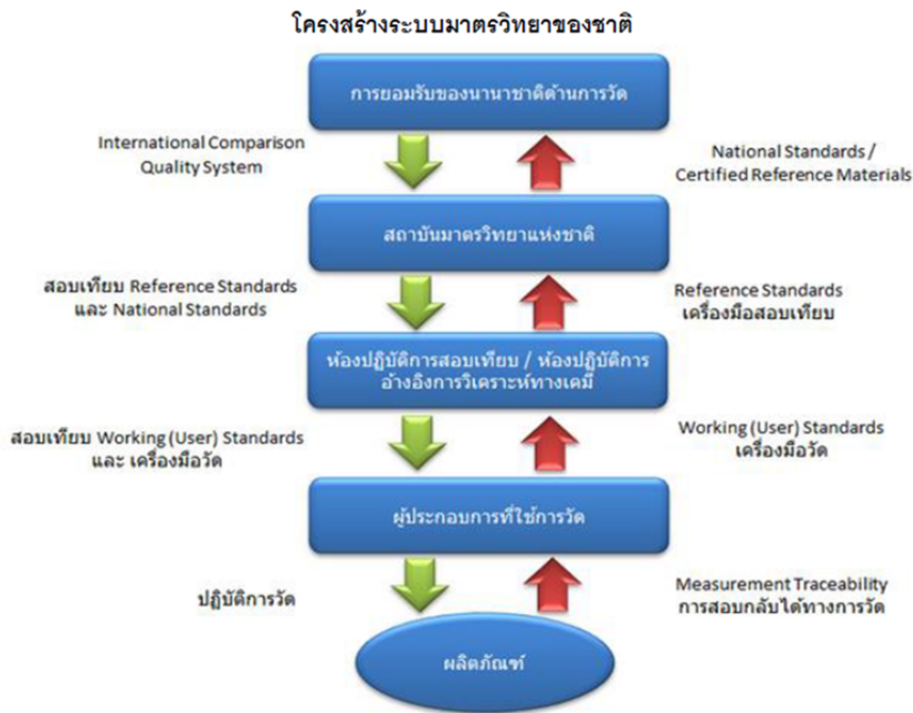 โครงสร้างระบบมาตรวิทยาของชาติ
การยอมรับของนานาชาติด้านการวัด
International Comparison
Quality System
National Standards /
Certified Reference Materials
สถาบันมาตรวิทยาแห่งชาติ
สอบเทียบ Reference Standards
และ National Standards
Reference Standards
เครื่องมือสอบเทียบ
ห้องปฏิบัติการสอบเทียบ / ห้องปฏิบัติการ
อ้างอิงการวิเคราะห์ทางเคมี
สอบเทียบ Working (User) Standards
และ เครื่องมือวัด
Working (User) Standards
เครื่องมือวัด
ผู้ประกอบการที่ใช้การวัด
ปฏิบัติการวัด
Measurement Traceability
การสอบกลับได้ทางการวัด
ผลิตภัณฑ์